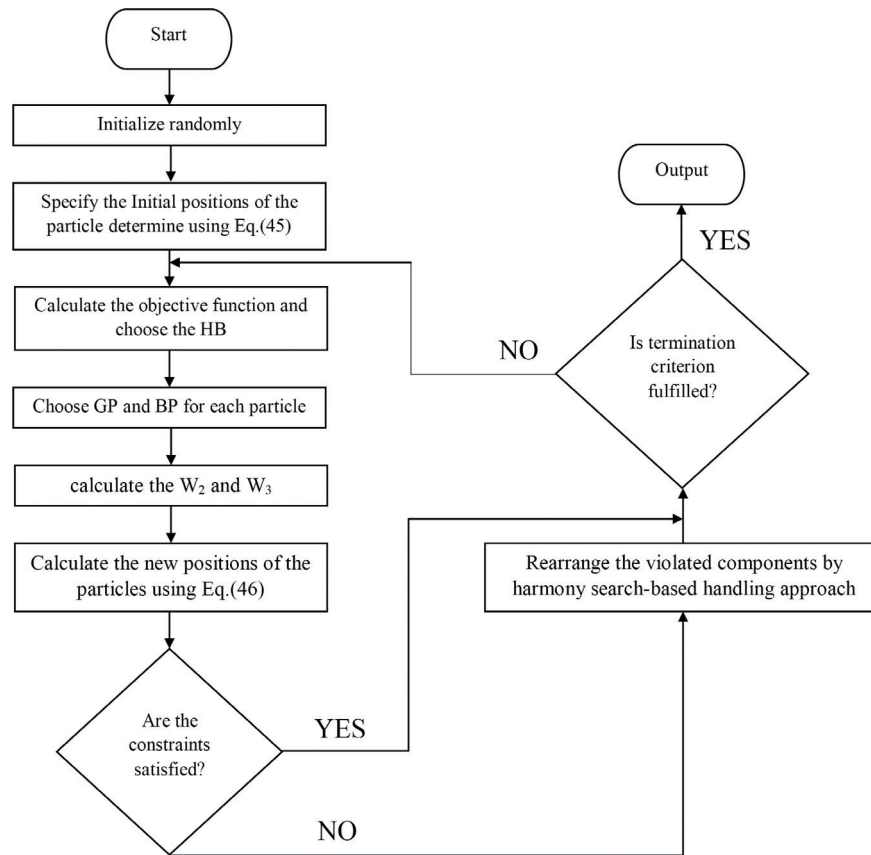 Start
Initialize randomly
Specify the Initial positions of the
particle determine using Eq.(45)
Calculate the objective function and
choose the HB
Choose GP and BP for each particle
calculate the W₂ and W₃
Calculate the new positions of the
particles using Eq.(46)
Are the
constraints
satisfied?
YES
NO
Rearrange the violated components by
harmony search-based handling approach
Is termination
criterion
fulfilled?
NO
YES
Output